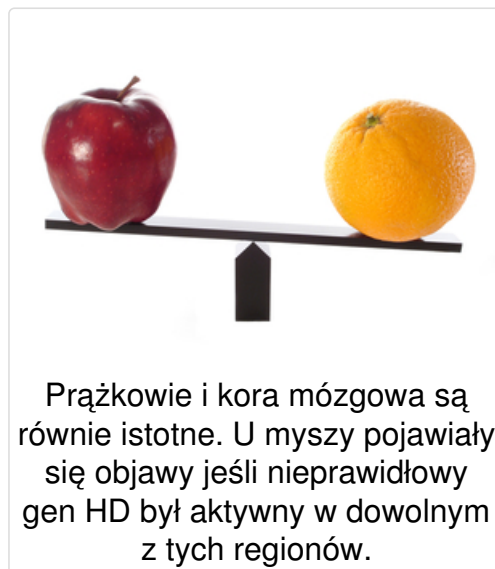 Prążkowie i kora mózgowa są
równie istotne. U myszy pojawiały
się objawy jeśli nieprawidłowy
gen HD był aktywny w dowolnym
z tych regionów.